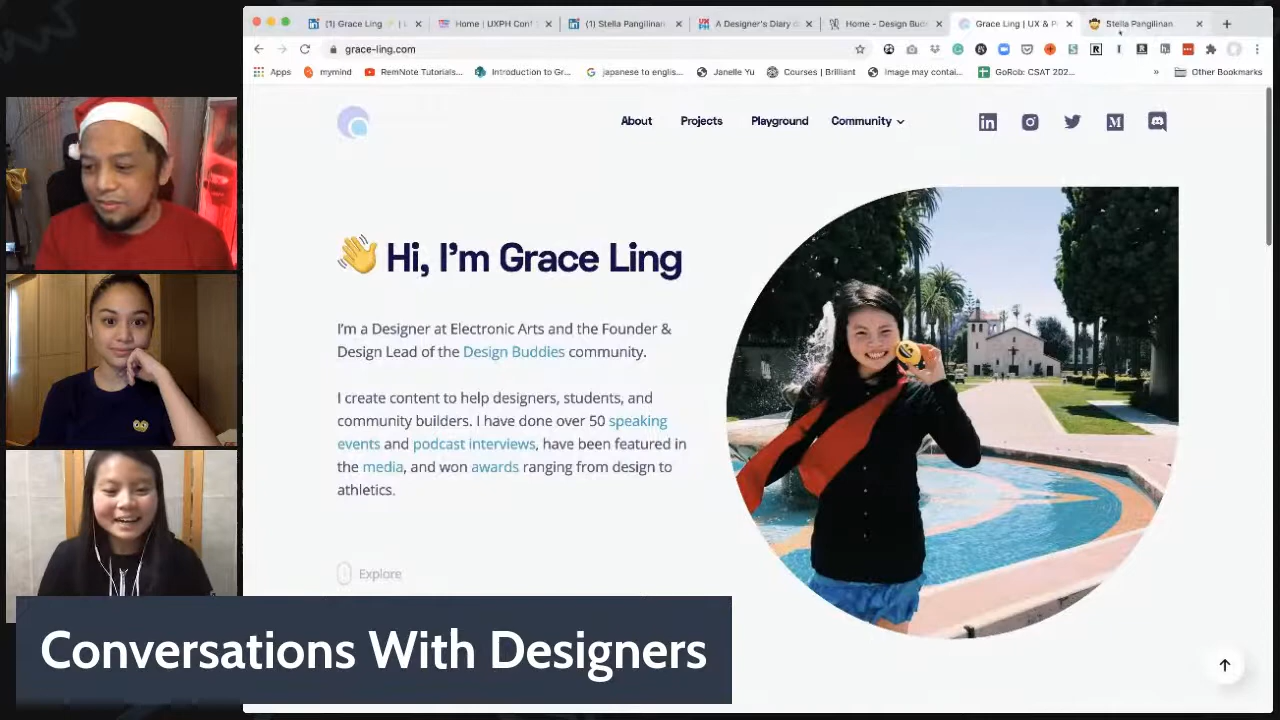 (1) Grace Ling
Home | UXPH Conf
(1) Stella Pangilinan
A Designer's Diary
Home - Design Bud
Grace Ling | UX & P
Stella Pangilinan
grace-ling.com
Apps
mymind
RemNote Tutorials...
Introduction to Gr...
japanese to englis...
Janelle Yu
Courses | Brilliant
Image may contai...
GoRob: CSAT 202...
»
Other Bookmarks
About
Projects
Playground
Community
👋 Hi, I'm Grace Ling
I'm a Designer at Electronic Arts and the Founder &
Design Lead of the Design Buddies community.
I create content to help designers, students, and
community builders. I have done over 50 speaking
events and podcast interviews, have been featured in
the media, and won awards ranging from design to
athletics.
Explore
Conversations With Designers